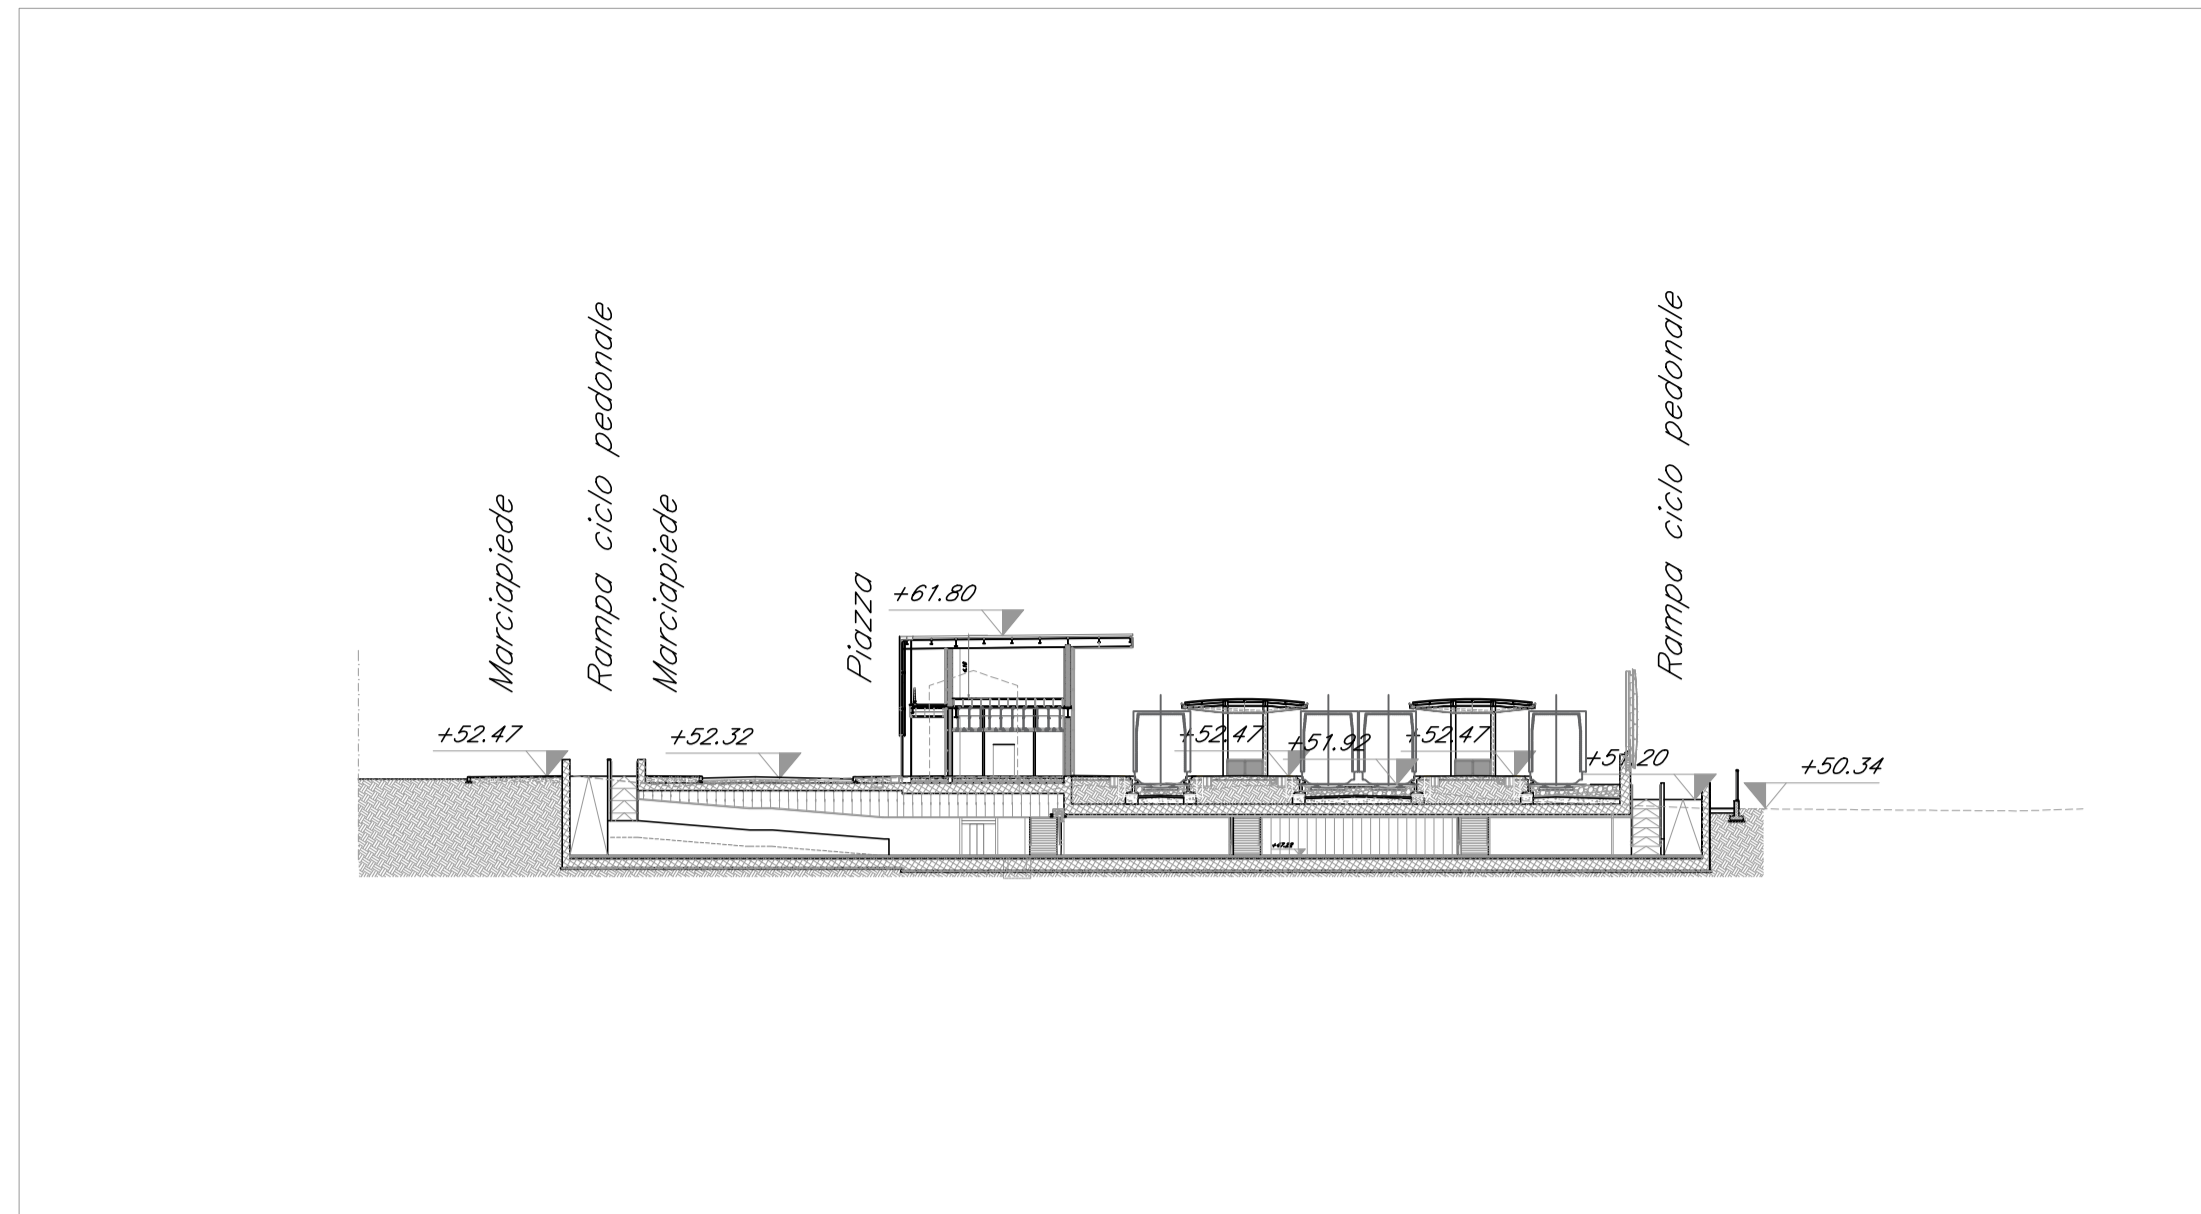 Marciapiede
Rampa ciclo pedonale
Marciapiede
Piazza
Rampa ciclo pedonale
+61.80
+52.47
+52.32
+52.47
+51.92
+52.47
+50.34